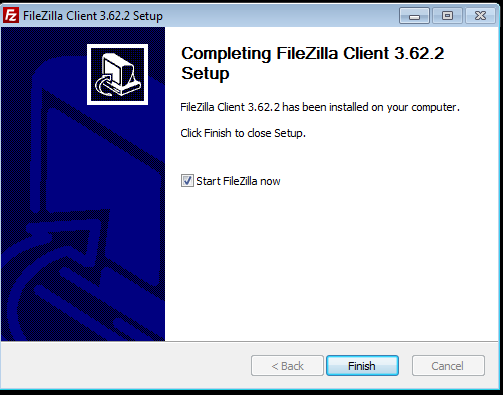 FileZilla Client 3.62.2 Setup
Completing FileZilla Client 3.62.2
Setup
FileZilla Client 3.62.2 has been installed on your computer.
Click Finish to close Setup.
Start FileZilla now
< Back
Finish
Cancel